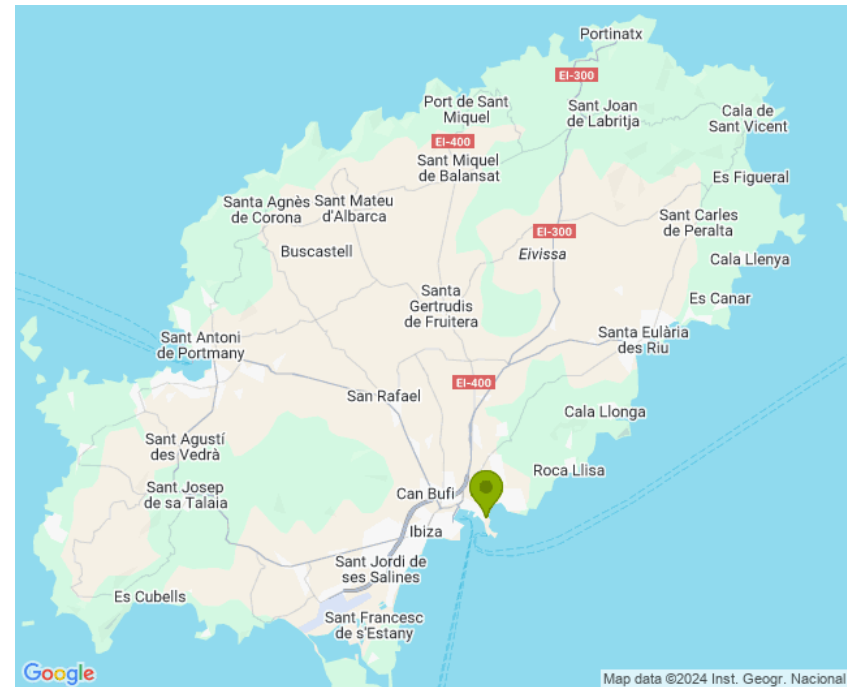 Portinatx
EI-300
Port de Sant
Miquel
Sant Joan
de Labritja
Cala de
Sant Vicent
EI-400
Sant Miquel
de Balansat
Es Figueral
Santa Agnès
de Corona
Sant Mateu
d'Albarca
Sant Carles
de Peralta
EI-300
Buscastell
Eivissa
Cala Llenya
Santa
Gertrudis
de Fruitera
Es Canar
Sant Antoni
de Portmany
Santa Eulària
des Riu
EI-400
San Rafael
Cala Llonga
Sant Agustí
des Vedrà
Roca Llisa
Sant Josep
de sa Talaia
Can Bufi
Ibiza
Sant Jordi de
ses Salines
Es Cubells
Sant Francesc
de s'Estany
Google
Map data ©2024 Inst. Geogr. Nacional